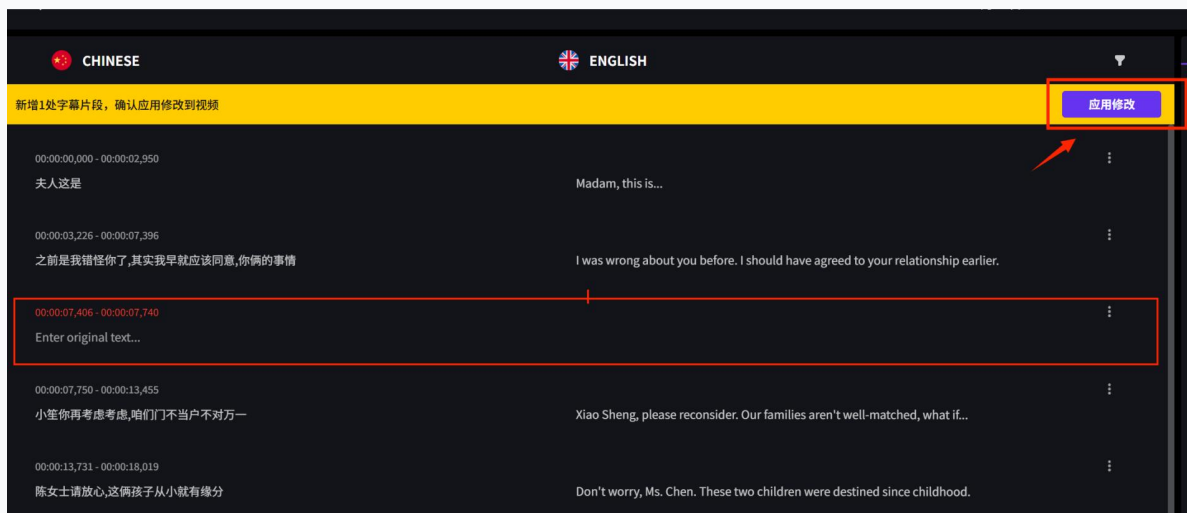 CHINESE
ENGLISH
新增1处字幕片段，确认应用修改到视频
应用修改
00:00:00,000 - 00:00:02,950
夫人这是
Madam, this is...
00:00:03,226 - 00:00:07,396
之前是我错怪你了,其实我早就应该同意,你俩的事情
I was wrong about you before. I should have agreed to your relationship earlier.
00:00:07,406 - 00:00:07,740
Enter original text...
00:00:07,750 - 00:00:13,455
小笙你再考虑考虑,咱们门不当户不对万一
Xiao Sheng, please reconsider. Our families aren't well-matched, what if...
00:00:13,731 - 00:00:18,019
陈女士请放心,这俩孩子从小就有缘分
Don't worry, Ms. Chen. These two children were destined since childhood.